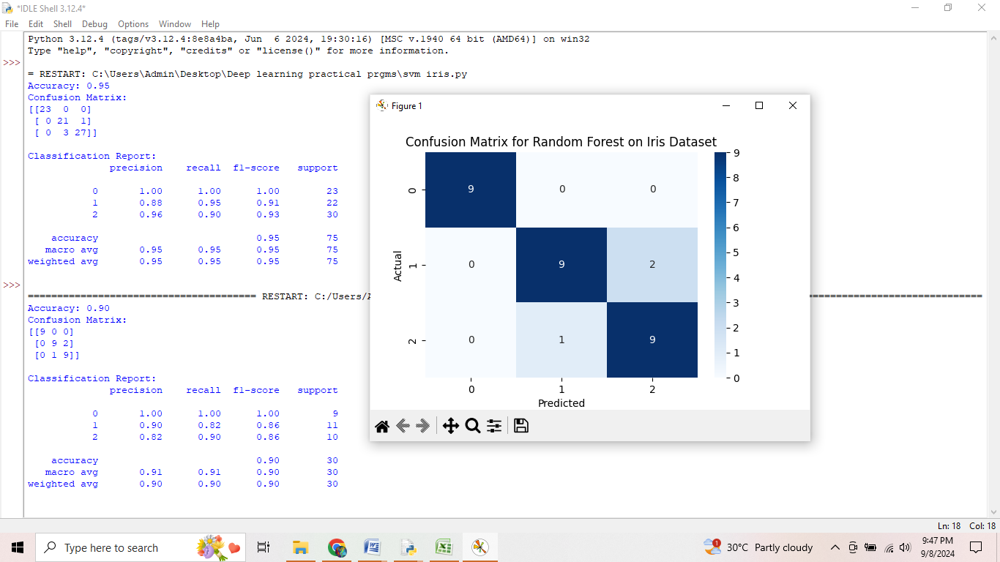 *IDLE Shell 3.12.4*
File Edit Shell Debug Options Window Help
Python 3.12.4 (tags/v3.12.4:8e8a4ba, Jun  6 2024, 19:30:16) [MSC v.1940 64 bit (AMD64)] on win32
Type "help", "copyright", "credits" or "license()" for more information.
>>>
= RESTART: C:\Users\Admin\Desktop\Deep learning practical prgms\svm iris.py
Accuracy: 0.95
Confusion Matrix:
[[23  0  0]
[ 0 21  1]
[ 0  3 27]]
Classification Report:
precision recall f1-score support
0 1.00 1.00 1.00 23
1 0.88 0.95 0.91 22
2 0.96 0.90 0.93 30
accuracy 0.95 75
macro avg 0.95 0.95 0.95 75
weighted avg 0.95 0.95 0.95 75
>>>
======================================= RESTART: C:/Users/A
Accuracy: 0.90
Confusion Matrix:
[[9 0 0]
[0 9 2]
[0 1 9]]
Classification Report:
precision recall f1-score support
0 1.00 1.00 1.00 9
1 0.90 0.82 0.86 11
2 0.82 0.90 0.86 10
accuracy 0.90 30
macro avg 0.91 0.91 0.90 30
weighted avg 0.90 0.90 0.90 30
Figure 1
Confusion Matrix for Random Forest on Iris Dataset
9
8
7
6
5
4
3
2
1
0
Actual
0 9 0 0
1 0 9 2
2 0 1 9
0 1 2
Predicted
Ln: 18 Col: 18
Type here to search
1
30°C Partly cloudy
9:47 PM
9/8/2024